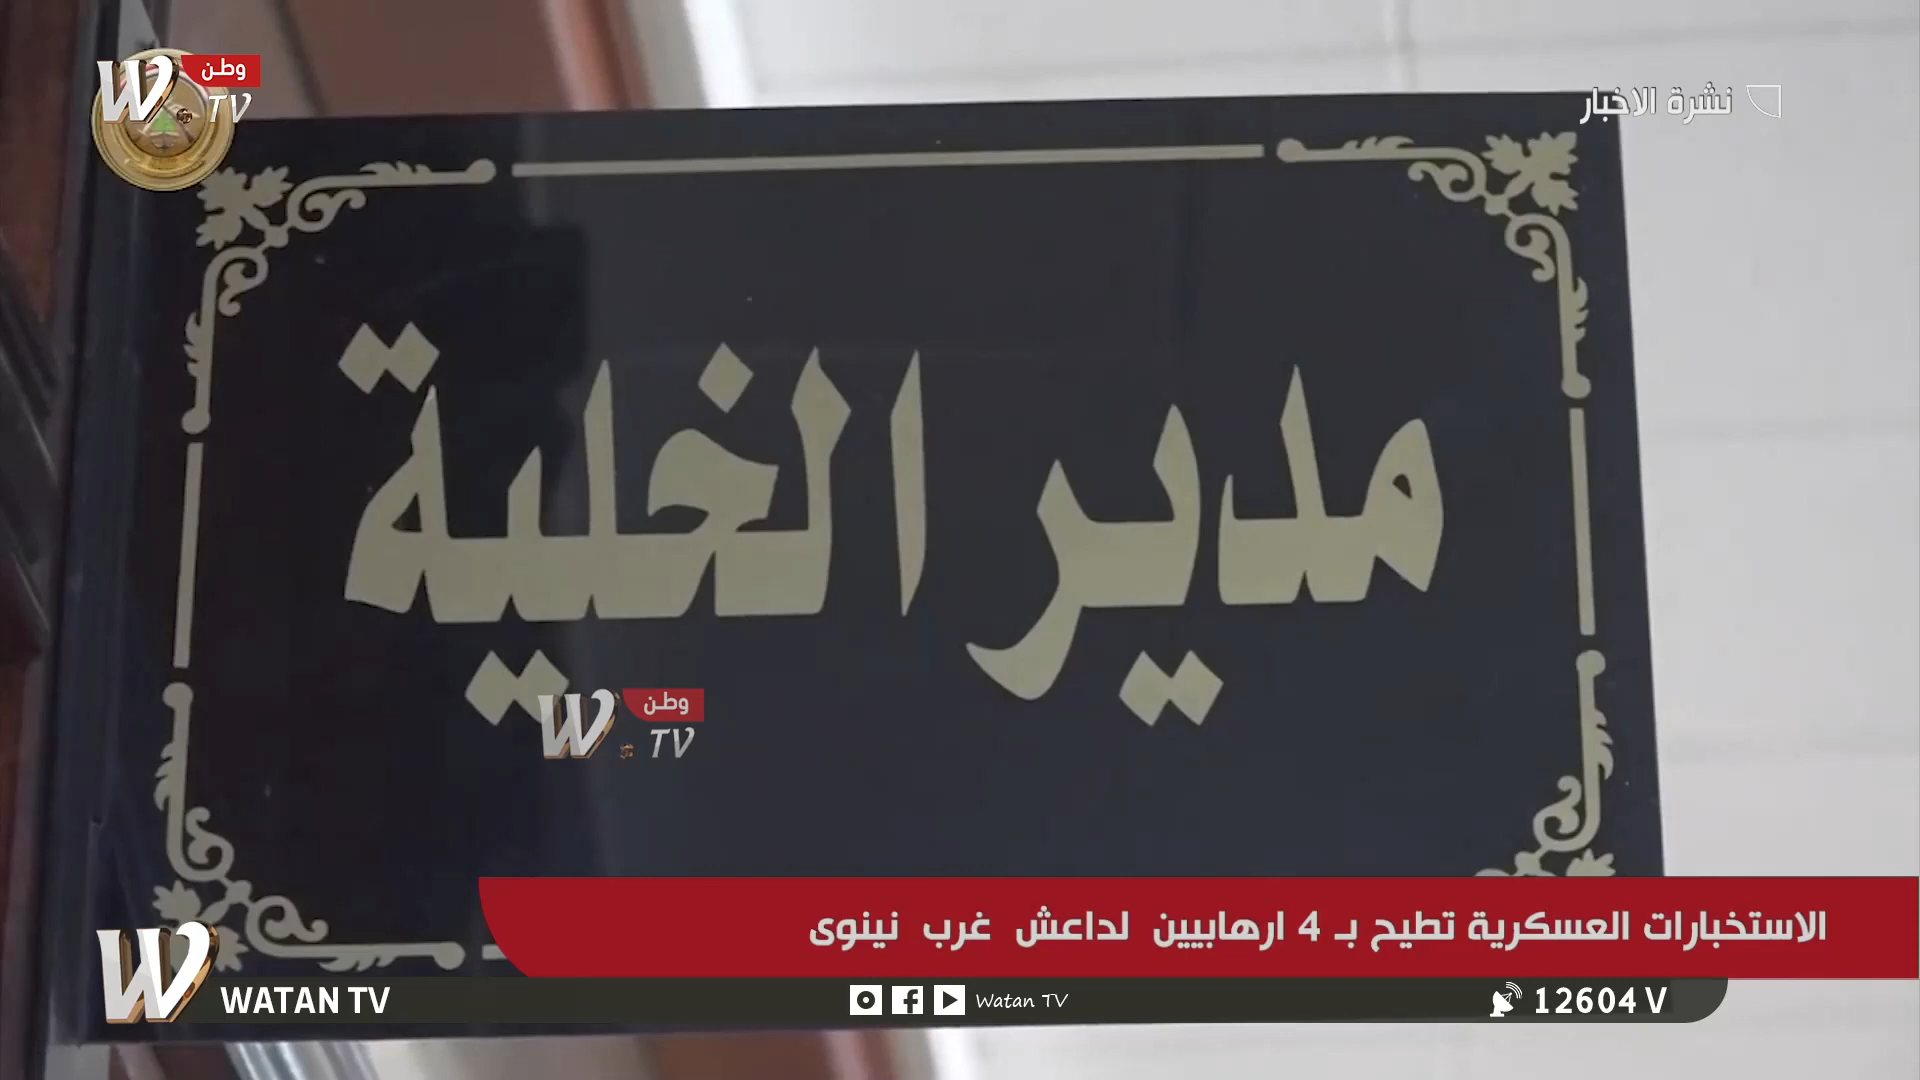 وطن
W TV
نشرة الاخبار
مدير الخلية
وطن
W TV
الاستخبارات العسكرية تطيح بـ 4 ارهابيين لداعش غرب نينوى
W WATAN TV
Watan TV
12604 V